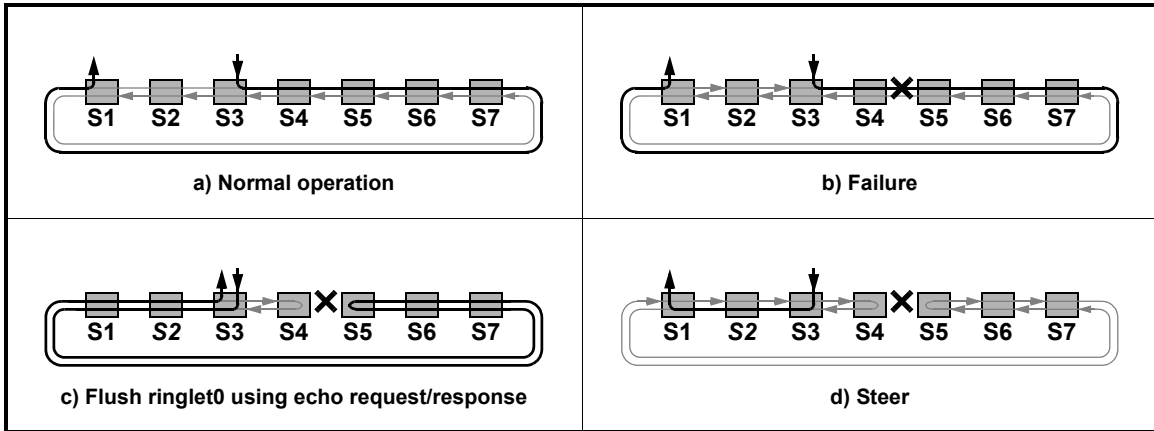 S1 S2 S3 S4 S5 S6 S7
a) Normal operation
S1 S2 S3 S4 S5 S6 S7
b) Failure
S1 S2 S3 S4 S5 S6 S7
c) Flush ringlet0 using echo request/response
S1 S2 S3 S4 S5 S6 S7
d) Steer